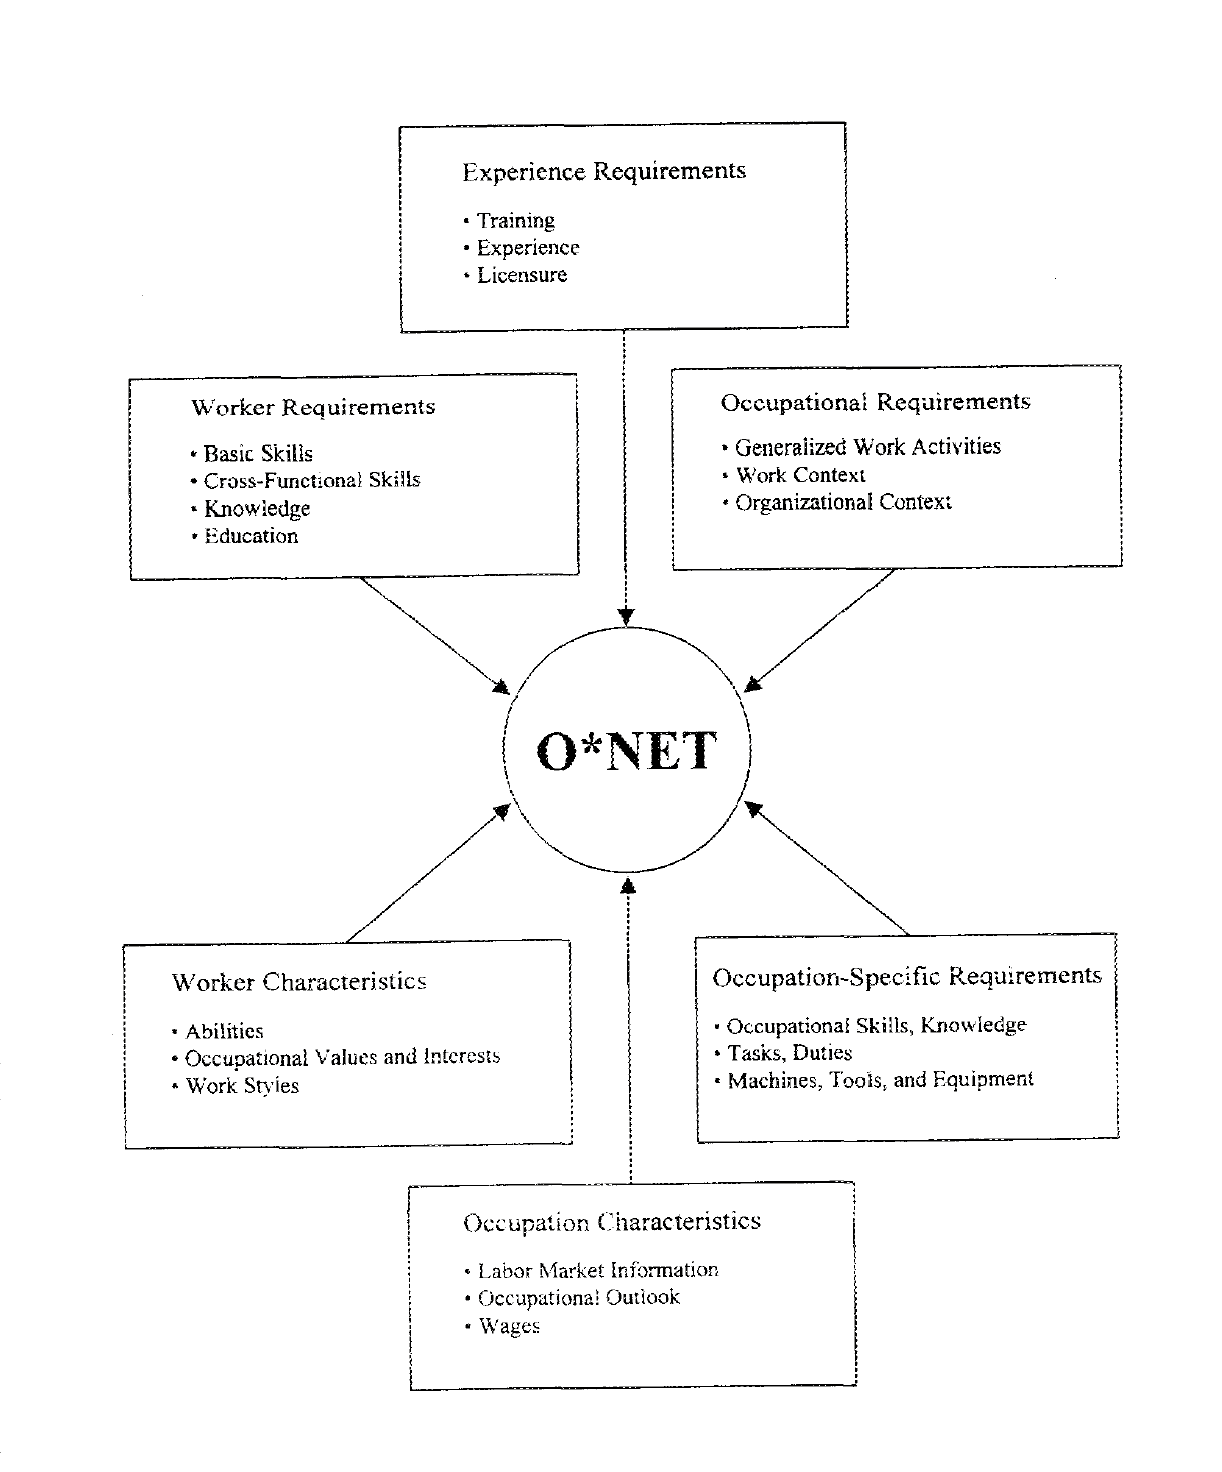 Experience Requirements
• Training
• Experience
• Licensure
Worker Requirements
• Basic Skills
• Cross-Functional Skills
• Knowledge
• Education
Occupational Requirements
• Generalized Work Activities
• Work Context
• Organizational Context
O*NET
Worker Characteristics
• Abilities
• Occupational Values and Interests
• Work Styles
Occupation-Specific Requirements
• Occupational Skills, Knowledge
• Tasks, Duties
• Machines, Tools, and Equipment
Occupation Characteristics
• Labor Market Information
• Occupational Outlook
• Wages